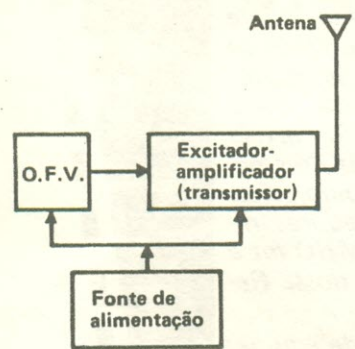 Antena
O.F.V.
Excitador-
amplificador
(transmissor)
Fonte de
alimentação